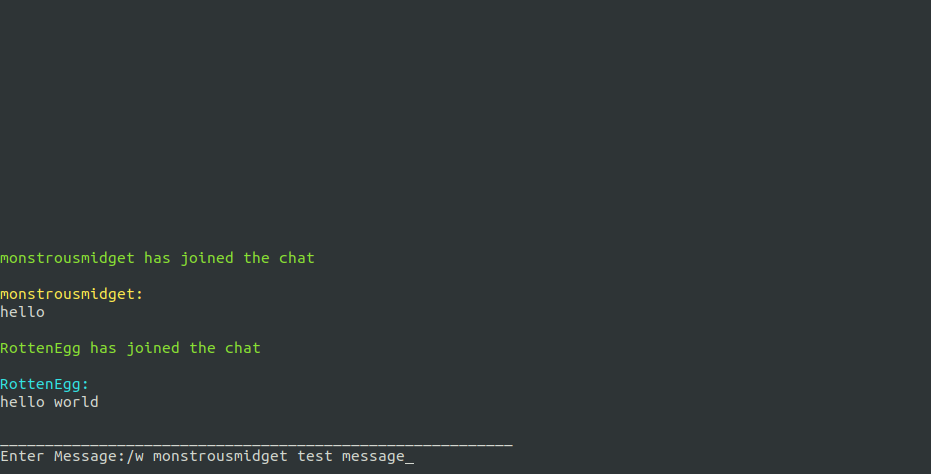 monstrousmidget has joined the chat
monstrousmidget:
hello
RottenEgg has joined the chat
RottenEgg:
hello world
_________________________________________________________
Enter Message:/w monstrousmidget test message_